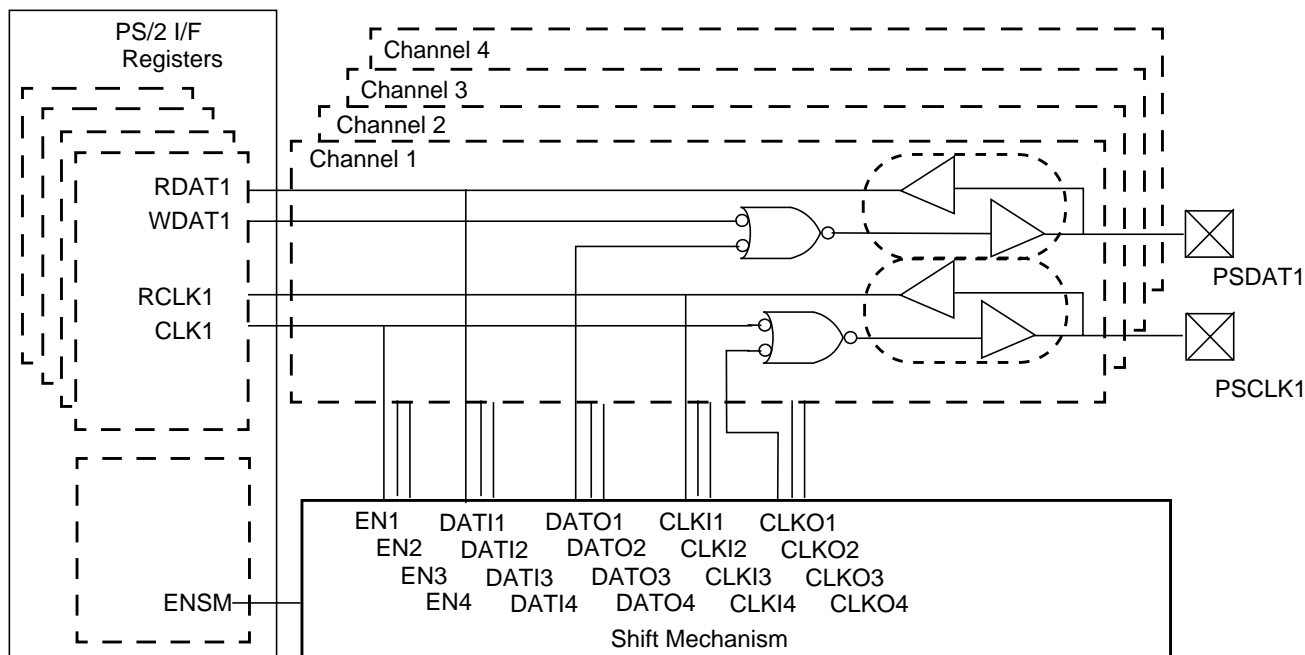 PS/2 I/F
Registers
Channel 4
Channel 3
Channel 2
Channel 1
RDAT1
WDAT1
RCLK1
CLK1
PSDAT1
PSCLK1
EN1 DATI1 DATO1 CLKI1 CLKO1
EN2 DATI2 DATO2 CLKI2 CLKO2
EN3 DATI3 DATO3 CLKI3 CLKO3
EN4 DATI4 DATO4 CLKI4 CLKO4
ENSM
Shift Mechanism